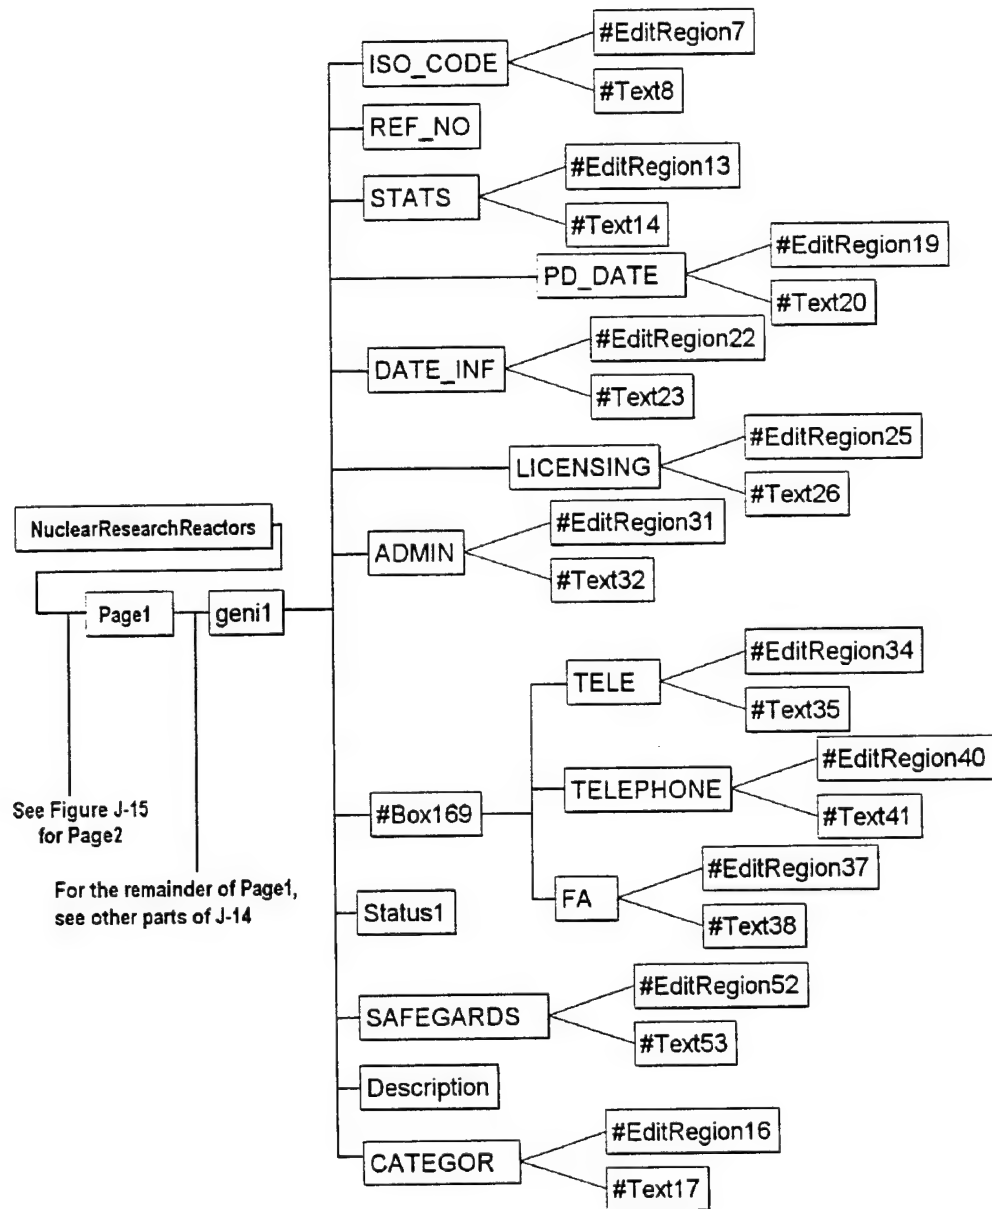 #EditRegion7
ISO_CODE
#Text8
REF_NO
#EditRegion13
STATS
#Text14
#EditRegion19
PD_DATE
#Text20
#EditRegion22
DATE_INF
#Text23
#EditRegion25
LICENSING
#Text26
NuclearResearchReactors
#EditRegion31
ADMIN
#Text32
Page1
geni1
#EditRegion34
TELE
#Text35
#EditRegion40
TELEPHONE
#Text41
See Figure J-15
for Page2
#Box169
#EditRegion37
FA
#Text38
For the remainder of Page1,
see other parts of J-14
Status1
#EditRegion52
SAFEGARDS
#Text53
Description
#EditRegion16
CATEGOR
#Text17